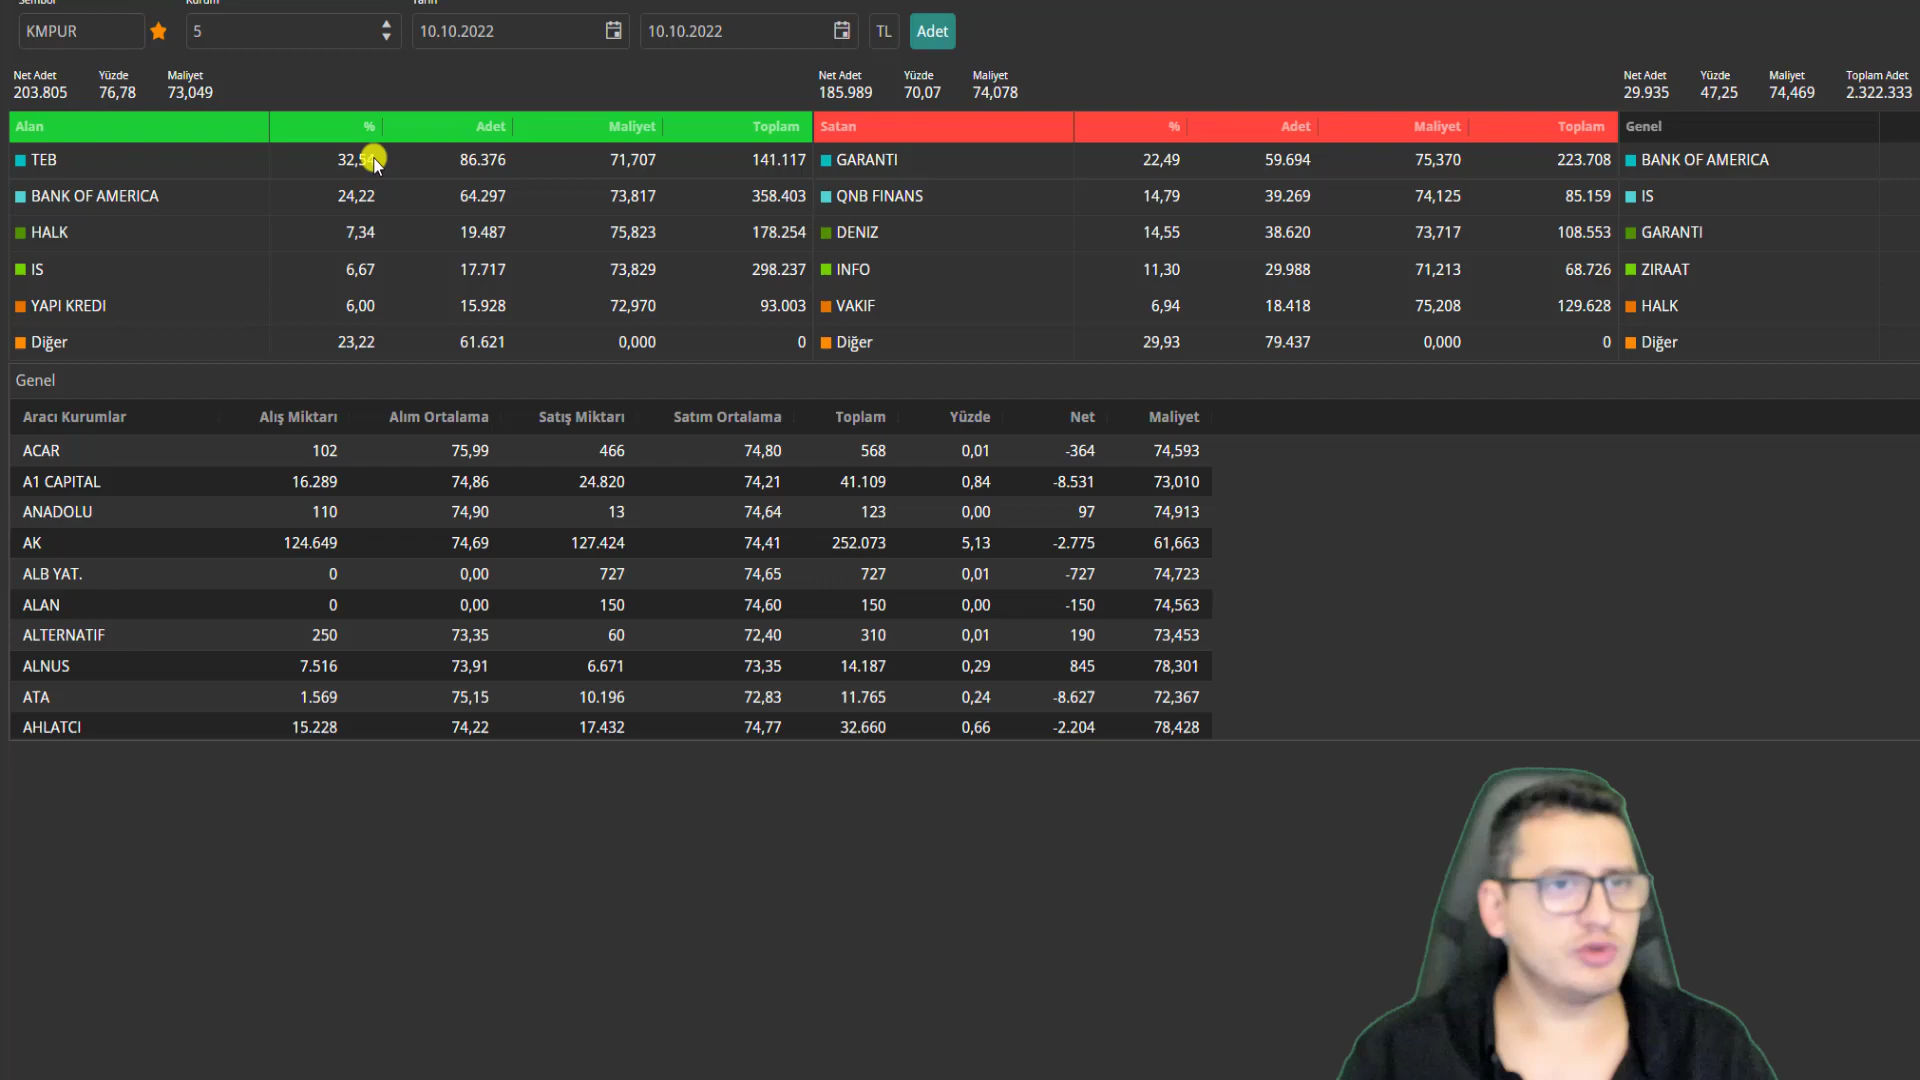 KMPUR 5 10.10.2022 10.10.2022 TL Adet
Net Adet Yüzde Maliyet Net Adet Yüzde Maliyet Net Adet Yüzde Maliyet Toplam Adet
203.805 76,78 73,049 185.989 70,07 74,078 29.935 47,25 74,469 2.322.333
Alan % Adet Maliyet Toplam Satan % Adet Maliyet Toplam Genel
TEB 86.376 71,707 141.117 GARANTI 22,49 59.694 75,370 223.708 BANK OF AMERICA
BANK OF AMERICA 24,22 64.297 73,817 358.403 QNB FINANS 14,79 39.269 74,125 85.159 IS
HALK 7,34 19.487 75,823 178.254 DENIZ 14,55 38.620 73,717 108.553 GARANTI
IS 6,67 17.717 73,829 298.237 INFO 11,30 29.988 71,213 68.726 ZIRAAT
YAPI KREDI 6,00 15.928 72,970 93.003 VAKIF 6,94 18.418 75,208 129.628 HALK
Diğer 23,22 61.621 0,000 0 Diğer 29,93 79.437 0,000 0 Diğer
Genel
Aracı Kurumlar Alış Miktarı Alım Ortalama Satış Miktarı Satım Ortalama Toplam Yüzde Net Maliyet
ACAR 102 75,99 466 74,80 568 0,01 -364 74,593
A1 CAPITAL 16.289 74,86 24.820 74,21 41.109 0,84 -8.531 73,010
ANADOLU 110 74,90 13 74,64 123 0,00 97 74,913
AK 124.649 74,69 127.424 74,41 252.073 5,13 -2.775 61,663
ALB YAT. 0 0,00 727 74,65 727 0,01 -727 74,723
ALAN 0 0,00 150 74,60 150 0,00 -150 74,563
ALTERNATIF 250 73,35 60 72,40 310 0,01 190 73,453
ALNUS 7.516 73,91 6.671 73,35 14.187 0,29 845 78,301
ATA 1.569 75,15 10.196 72,83 11.765 0,24 -8.627 72,367
AHLATCI 15.228 74,22 17.432 74,77 32.660 0,66 -2.204 78,428